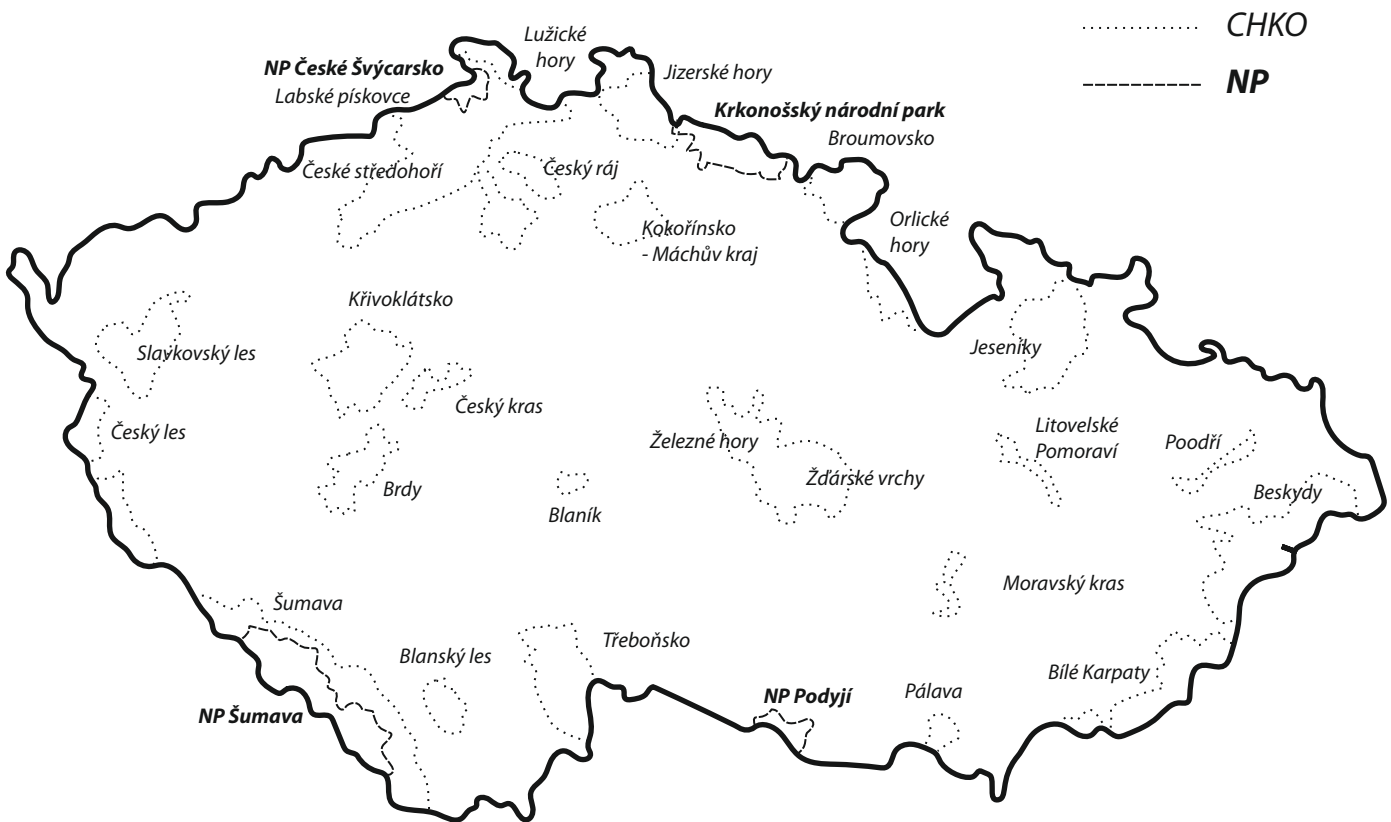 CHKO
NP
Lužické
hory
NP České Švýcarsko
Labské pískovce
Jizerské hory
Krkonošský národní park
Broumovsko
České středohoří
Český ráj
Kokořínsko
- Máchův kraj
Orlické
hory
Křivoklátsko
Slavkovský les
Jeseníky
Český kras
Český les
Železné hory
Litovelské
Pomoraví
Poodří
Brdy
Blaník
Žďárské vrchy
Beskydy
Moravský kras
Šumava
Třeboňsko
Blanský les
Bílé Karpaty
Pálava
NP Podyjí
NP Šumava